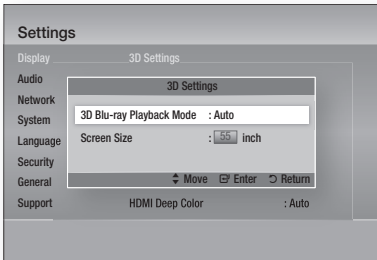 Settings
Display 3D Settings
Audio
3D Settings
Network
3D Blu-ray Playback Mode : Auto
System
Language Screen Size : 55 inch
Security
General Move Enter Return
Support HDMI Deep Color : Auto